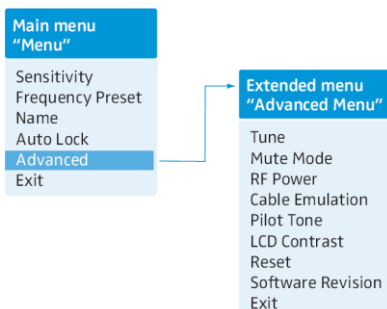 Main menu
“Menu”
Sensitivity
Frequency Preset
Name
Auto Lock
Advanced
Exit
Extended menu
“Advanced Menu”
Tune
Mute Mode
RF Power
Cable Emulation
Pilot Tone
LCD Contrast
Reset
Software Revision
Exit